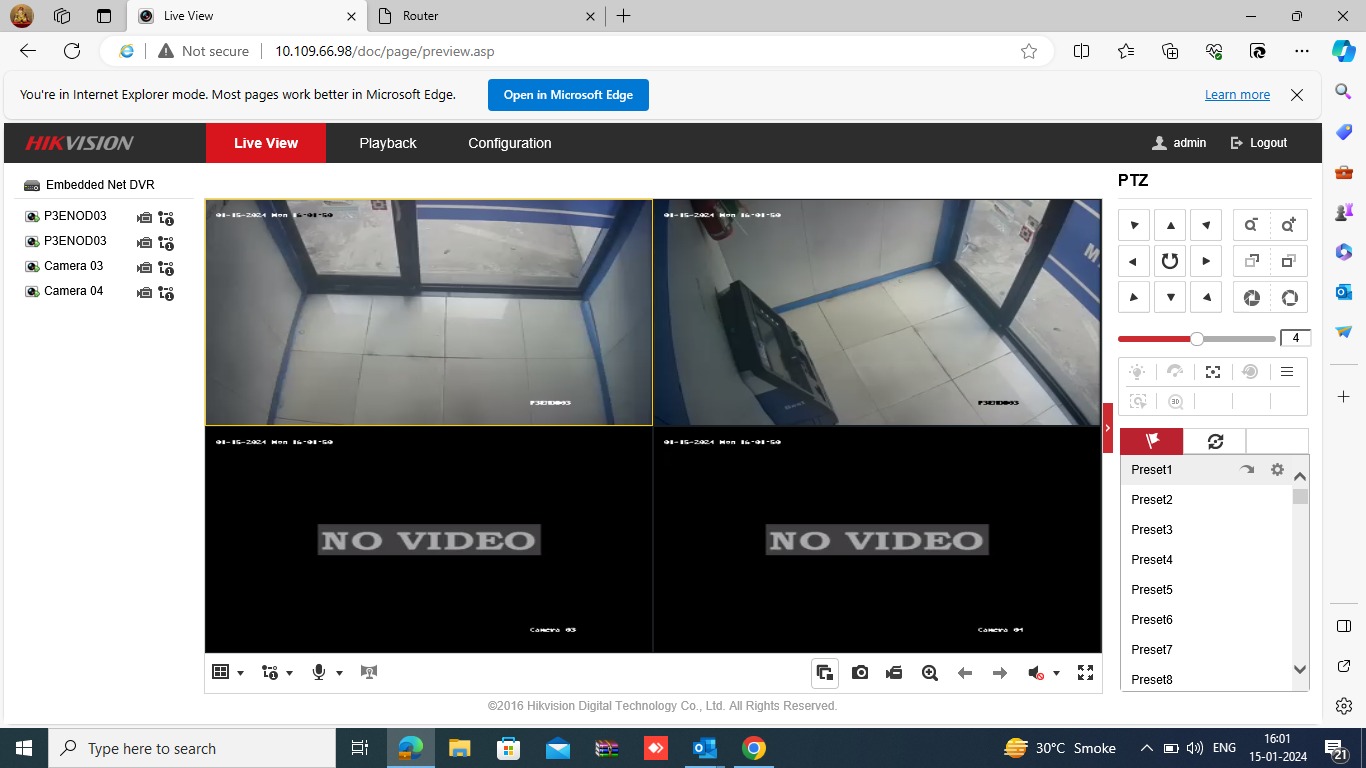 Live View
Router
Not secure
10.109.66.98/doc/page/preview.asp
You're in Internet Explorer mode. Most pages work better in Microsoft Edge.
Open in Microsoft Edge
Learn more
HIKVISION
Live View
Playback
Configuration
admin
Logout
Embedded Net DVR
P3ENOD03
P3ENOD03
Camera 03
Camera 04
01-15-2024 Mon 16:01:50
P3ENOD03
01-15-2024 Mon 16:01:50
P3ENOD03
01-15-2024 Mon 16:01:50
NO VIDEO
Camera 03
01-15-2024 Mon 16:01:50
NO VIDEO
Camera 04
PTZ
4
3D
Preset1
Preset2
Preset3
Preset4
Preset5
Preset6
Preset7
Preset8
©2016 Hikvision Digital Technology Co., Ltd. All Rights Reserved.
Type here to search
30°C Smoke
ENG
16:01
15-01-2024
21